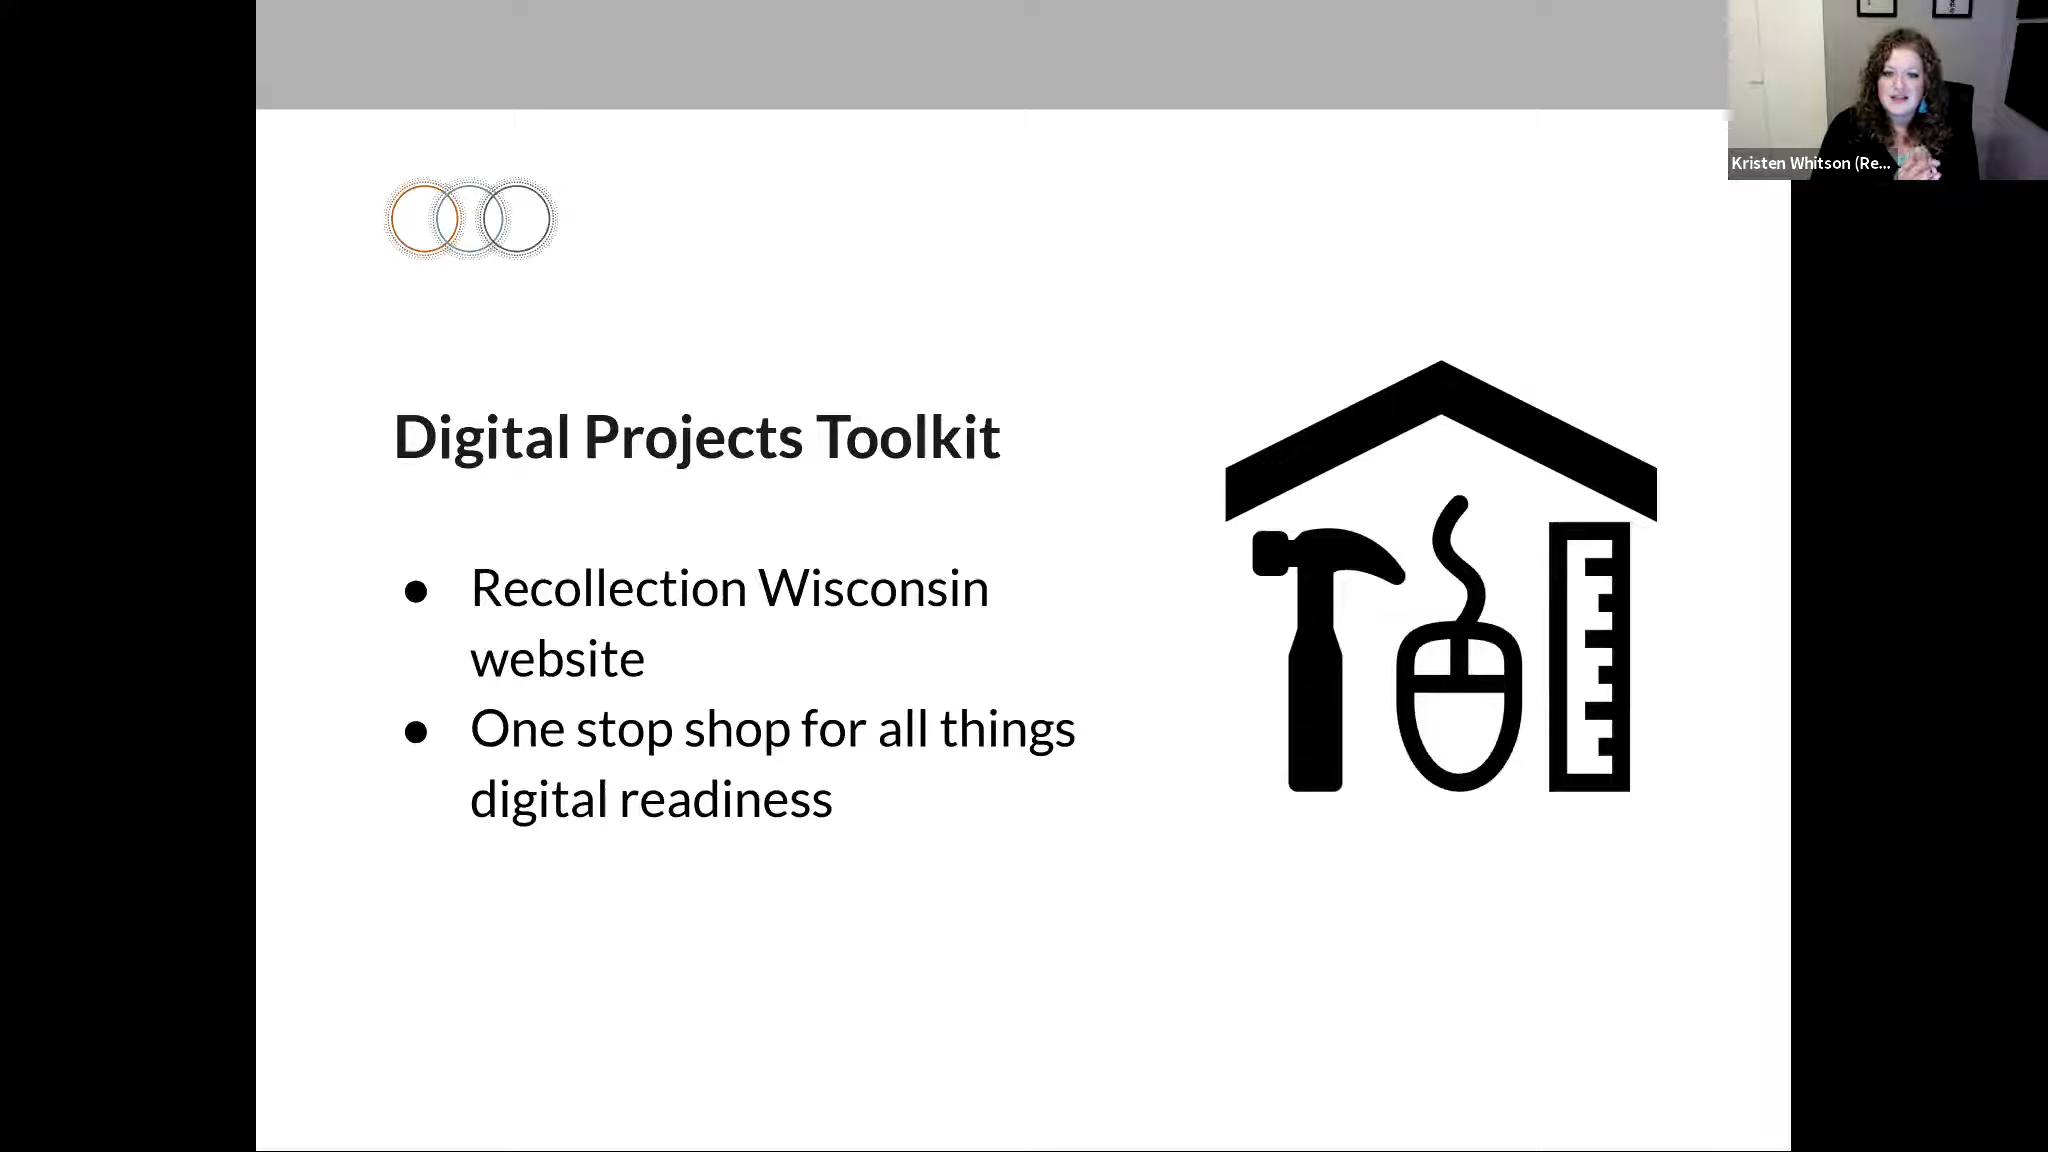 Kristen Whitson (Re...
Digital Projects Toolkit
● Recollection Wisconsin
website
● One stop shop for all things
digital readiness